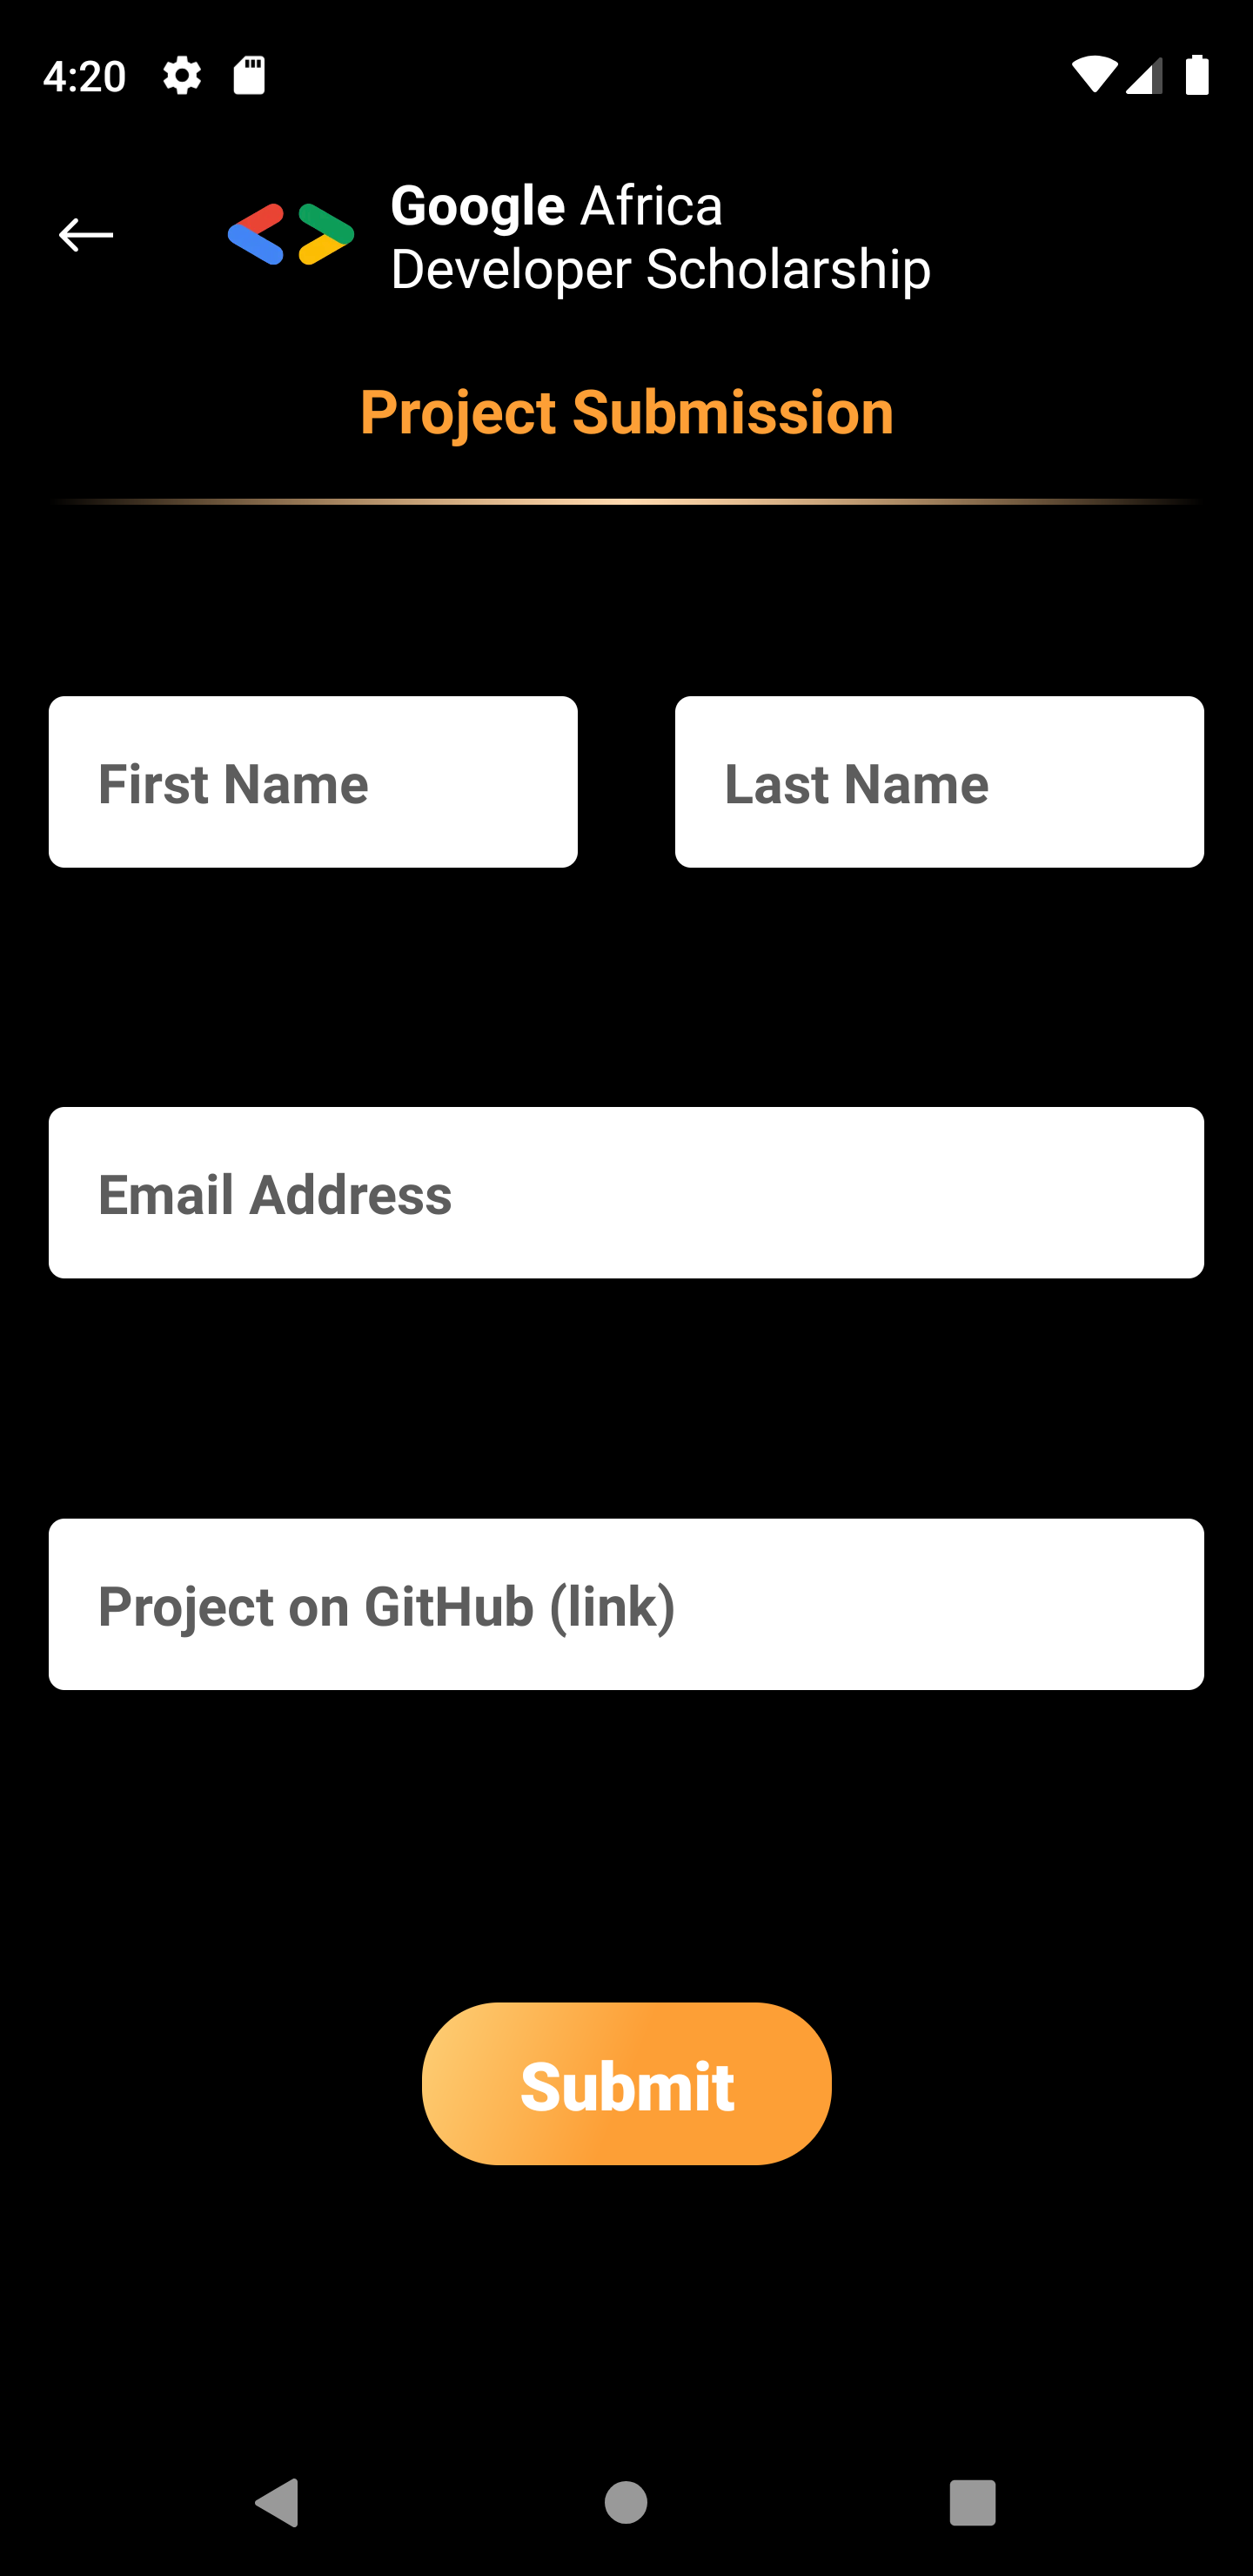 4:20
Google Africa
Developer Scholarship
Project Submission
First Name
Last Name
Email Address
Project on GitHub (link)
Submit